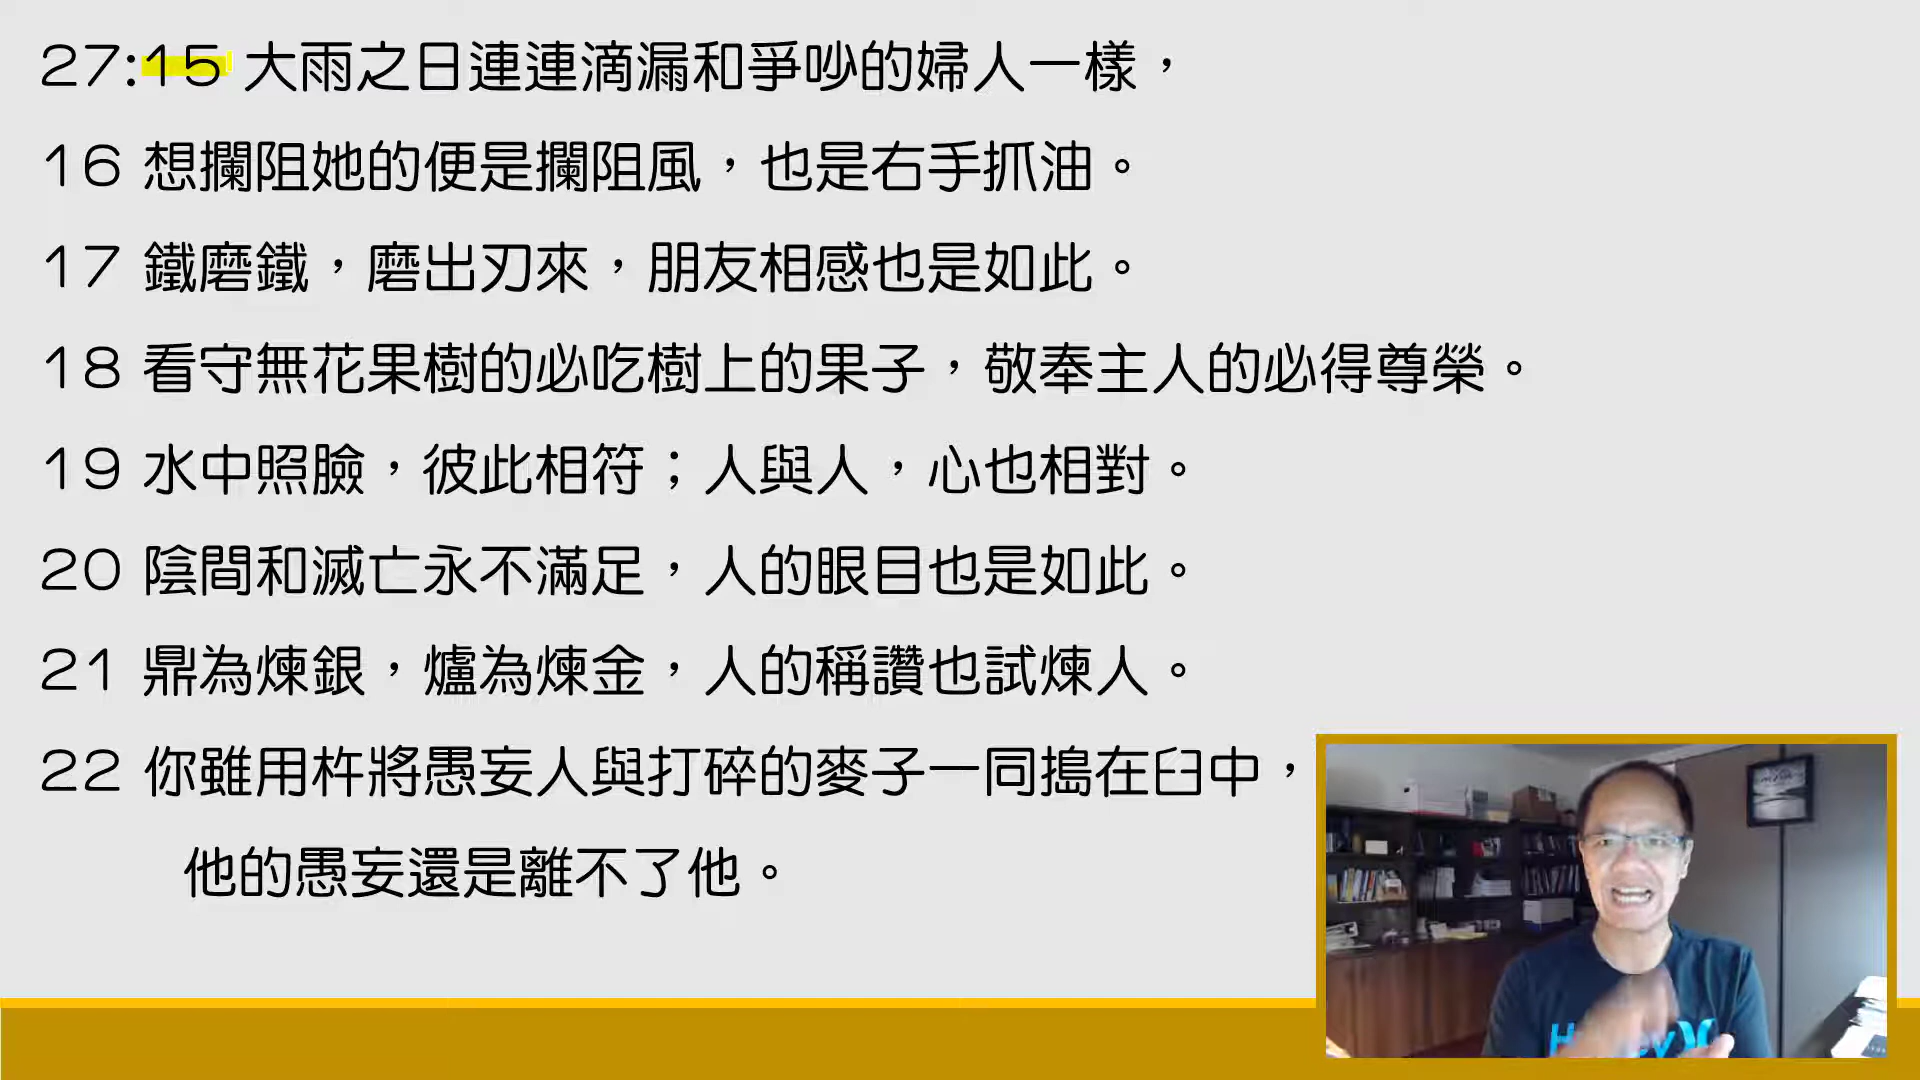 27:15 大雨之日連連滴漏和爭吵的婦人一樣，
16 想攔阻她的便是攔阻風，也是右手抓油。
17 鐵磨鐵，磨出刃來，朋友相感也是如此。
18 看守無花果樹的必吃樹上的果子，敬奉主人的必得尊榮。
19 水中照臉，彼此相符；人與人，心也相對。
20 陰間和滅亡永不滿足，人的眼目也是如此。
21 鼎為煉銀，爐為煉金，人的稱讚也試煉人。
22 你雖用杵將愚妄人與打碎的麥子一同搗在臼中，
他的愚妄還是離不了他。